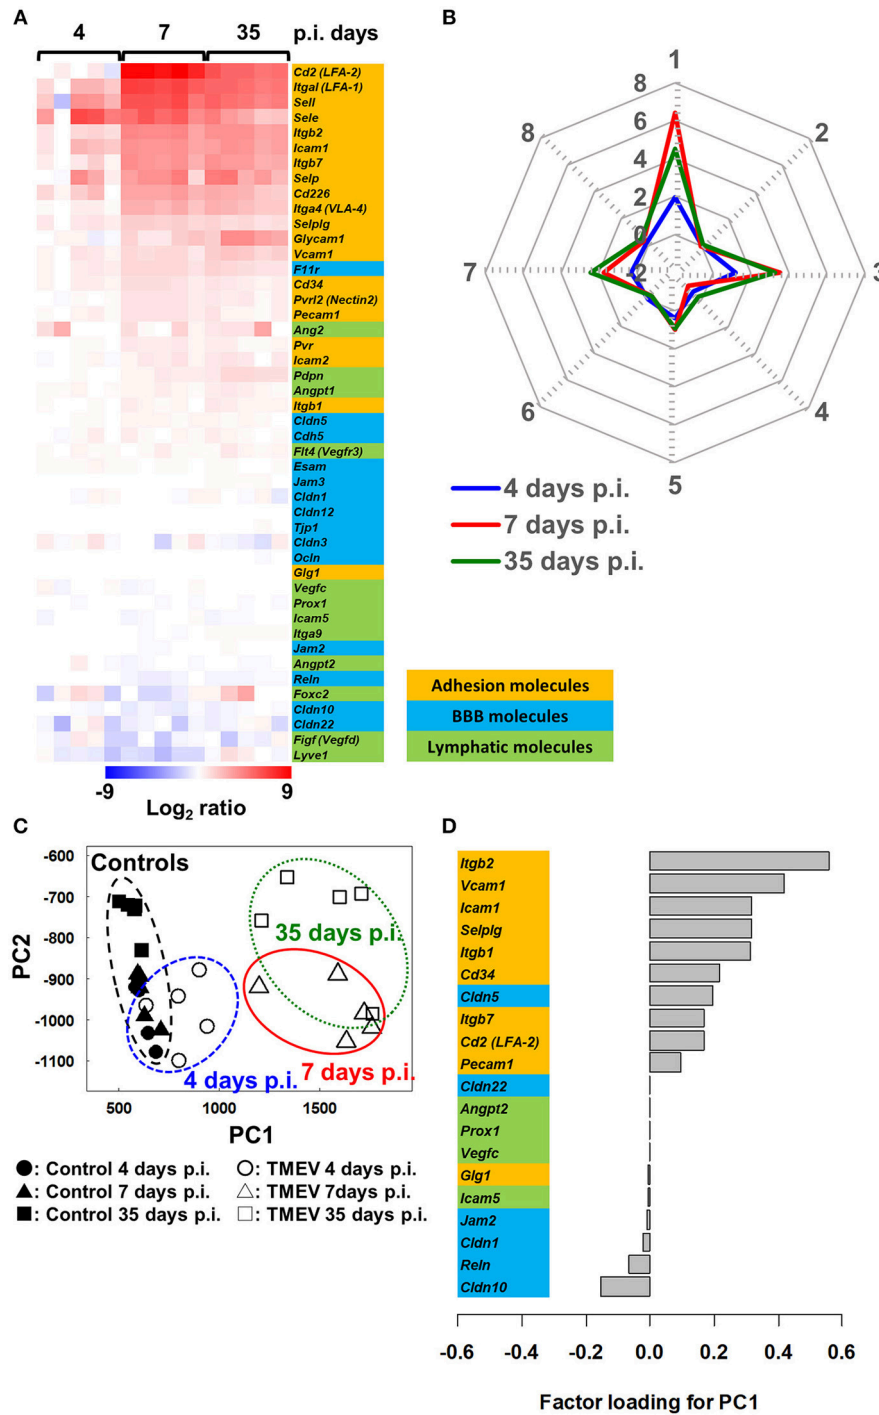 A
4 7 35 p.i. days
Cd2 (LFA-2)
Itgal (LFA-1)
Sell
Sele
Itgb2
Icam1
Itgb7
Selp
Cd226
Itga4 (VLA-4)
Selplg
Glycam1
Vcam1
F11r
Cd34
Pvrl2 (Nectin2)
Pecam1
Ang2
Pvr
Icam2
Pdpn
Angpt1
Itgb1
Cldn5
Cdh5
Flt4 (Vegfr3)
Esam
Jam3
Cldn1
Cldn12
Tjp1
Cldn3
Ocln
Glg1
Vegfc
Prox1
Icam5
Itga9
Jam2
Angpt2
Reln
Foxc2
Cldn10
Cldn22
Figf (Vegfd)
Lyve1
-9 9
Log2 ratio
B
1
2
3
4
5
6
7
8
8
6
4
2
0
-2
4 days p.i.
7 days p.i.
35 days p.i.
Adhesion molecules
BBB molecules
Lymphatic molecules
C
Controls
35 days p.i.
4 days p.i.
7 days p.i.
PC2
-600
-700
-800
-900
-1000
-1100
500 1000 1500
PC1
: Control 4 days p.i.
: Control 7 days p.i.
: Control 35 days p.i.
: TMEV 4 days p.i.
: TMEV 7days p.i.
: TMEV 35 days p.i.
D
Itgb2
Vcam1
Icam1
Selplg
Itgb1
Cd34
Cldn5
Itgb7
Cd2 (LFA-2)
Pecam1
Cldn22
Angpt2
Prox1
Vegfc
Glg1
Icam5
Jam2
Cldn1
Reln
Cldn10
-0.6 -0.4 -0.2 0.0 0.2 0.4 0.6
Factor loading for PC1